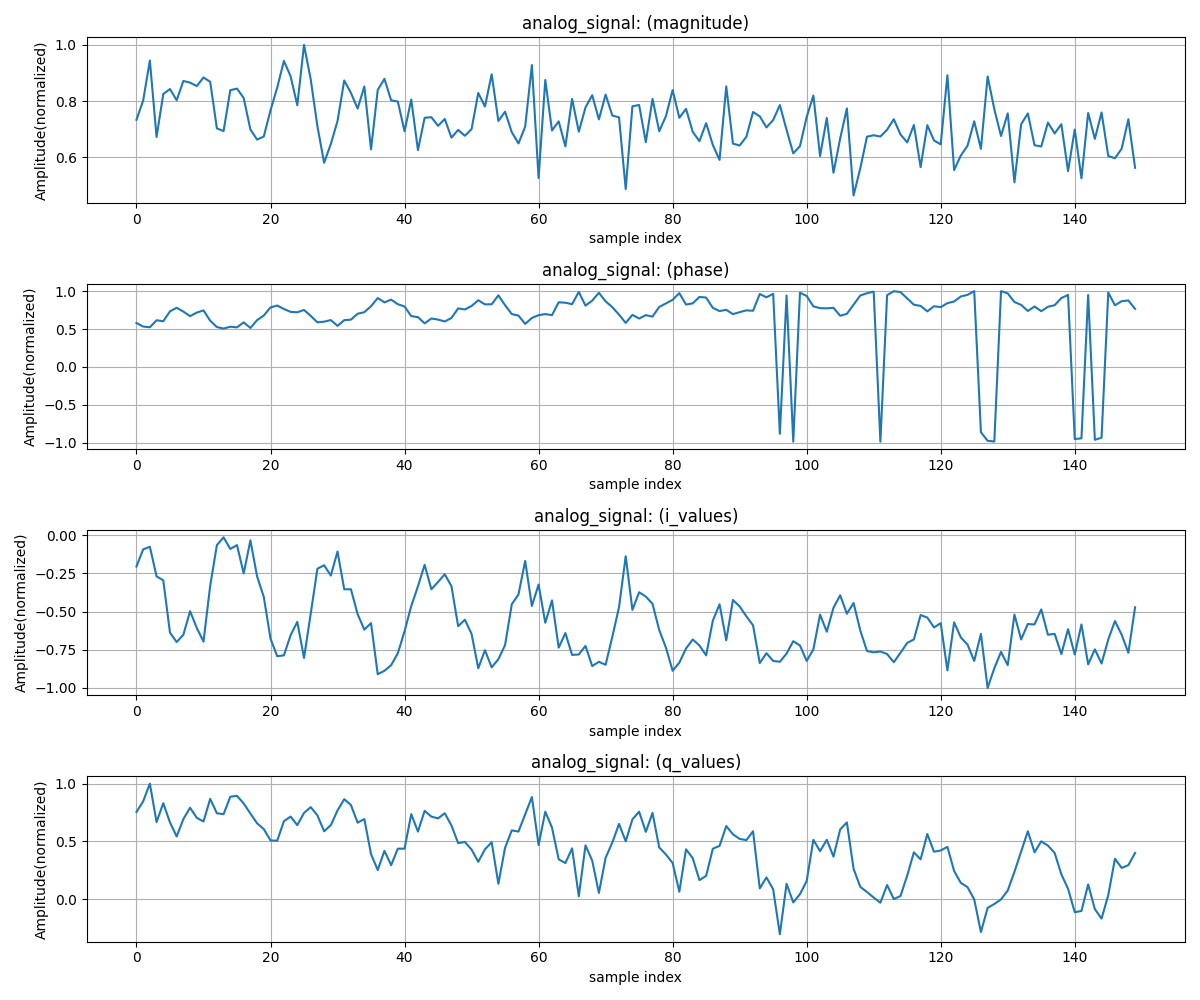 analog_signal: (magnitude)
Amplitude(normalized)
1.0
0.8
0.6
0 20 40 60 80 100 120 140
sample index
analog_signal: (phase)
Amplitude(normalized)
1.0
0.5
0.0
−0.5
−1.0
0 20 40 60 80 100 120 140
sample index
analog_signal: (i_values)
Amplitude(normalized)
0.00
−0.25
−0.50
−0.75
−1.00
0 20 40 60 80 100 120 140
sample index
analog_signal: (q_values)
Amplitude(normalized)
1.0
0.5
0.0
0 20 40 60 80 100 120 140
sample index